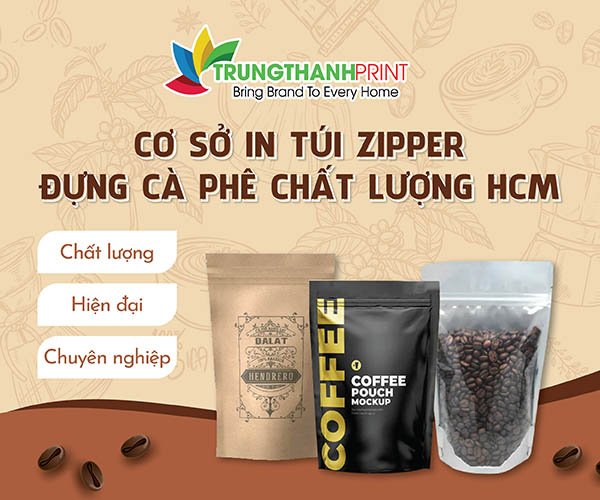 TRUNGTHANHPRINT
Bring Brand To Every Home
CƠ SỞ IN TÚI ZIPPER
ĐỰNG CÀ PHÊ CHẤT LƯỢNG HCM
Chất lượng
Hiện đại
Chuyên nghiệp
BALAT
HENDRERO
COFFEE
COFFEE
POUCH
MOCKUP